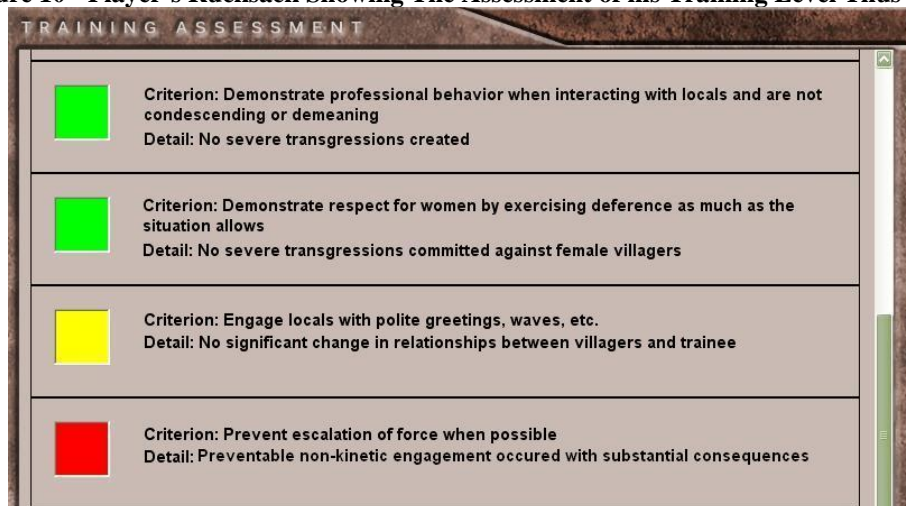 TRAINING ASSESSMENT
Criterion: Demonstrate professional behavior when interacting with locals and are not
condescending or demeaning
Detail: No severe transgressions created
Criterion: Demonstrate respect for women by exercising deference as much as the
situation allows
Detail: No severe transgressions committed against female villagers
Criterion: Engage locals with polite greetings, waves, etc.
Detail: No significant change in relationships between villagers and trainee
Criterion: Prevent escalation of force when possible
Detail: Preventable non-kinetic engagement occured with substantial consequences